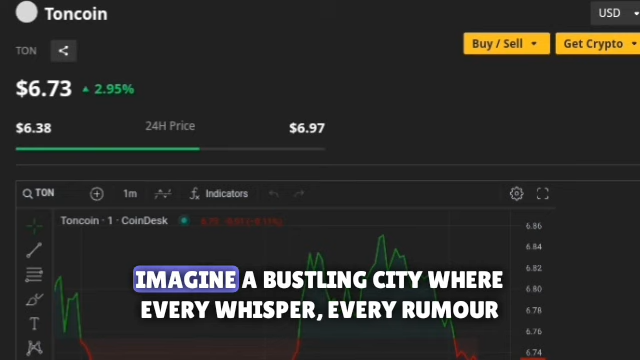 Toncoin
USD
TON
Buy / Sell
Get Crypto
$6.73
2.95%
$6.38
24H Price
$6.97
TON
1m
Indicators
Toncoin · 1 · CoinDesk
6.86
6.84
6.80
6.78
6.76
6.74
IMAGINE A BUSTLING CITY WHERE
EVERY WHISPER, EVERY RUMOUR